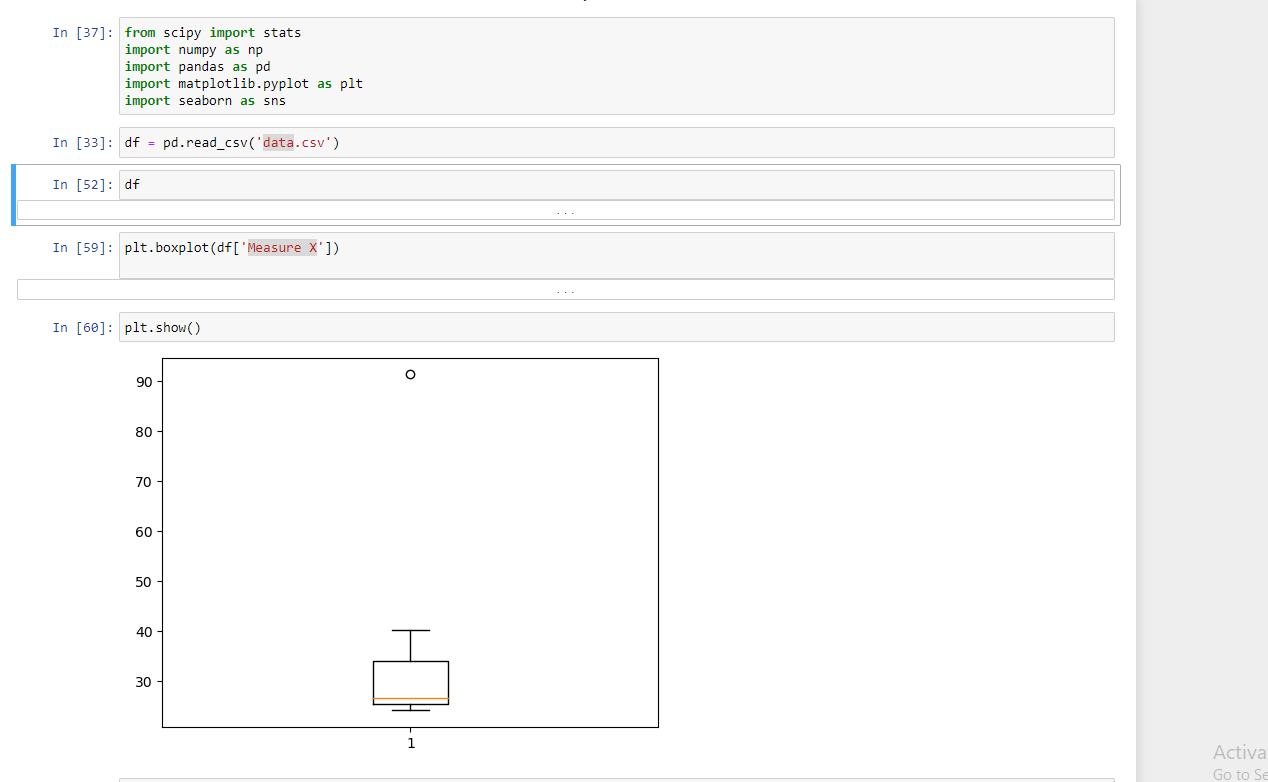 In [37]: from scipy import stats
import numpy as np
import pandas as pd
import matplotlib.pyplot as plt
import seaborn as sns
In [33]: df = pd.read_csv('data.csv')
In [52]: df
...
In [59]: plt.boxplot(df['Measure X'])
...
In [60]: plt.show()
90
80
70
60
50
40
30
1
Activa
Go to Se